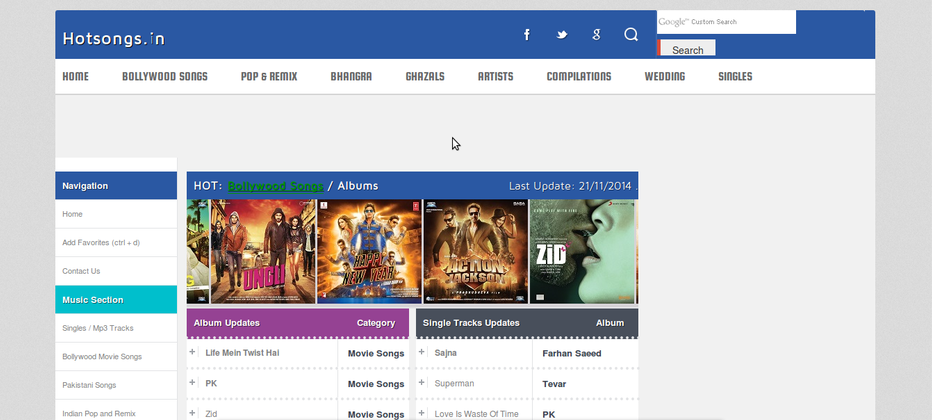 Hotsongs.in
Google™ Custom Search
Search
HOME BOLLYWOOD SONGS POP & REMIX BHANGRA GHAZALS ARTISTS COMPILATIONS WEDDING SINGLES
Navigation
Home
Add Favorites (ctrl + d)
Contact Us
Music Section
Singles / Mp3 Tracks
Bollywood Movie Songs
Pakistani Songs
Indian Pop and Remix
HOT: Bollywood Songs / Albums Last Update: 21/11/2014 .
UNGLI
HAPPY NEW YEAR
ACTION JACKSON
ZiD
Album Updates Category
Life Mein Twist Hai Movie Songs
PK Movie Songs
Zid Movie Songs
Single Tracks Updates Album
Sajna Farhan Saeed
Superman Tevar
Love Is Waste Of Time PK